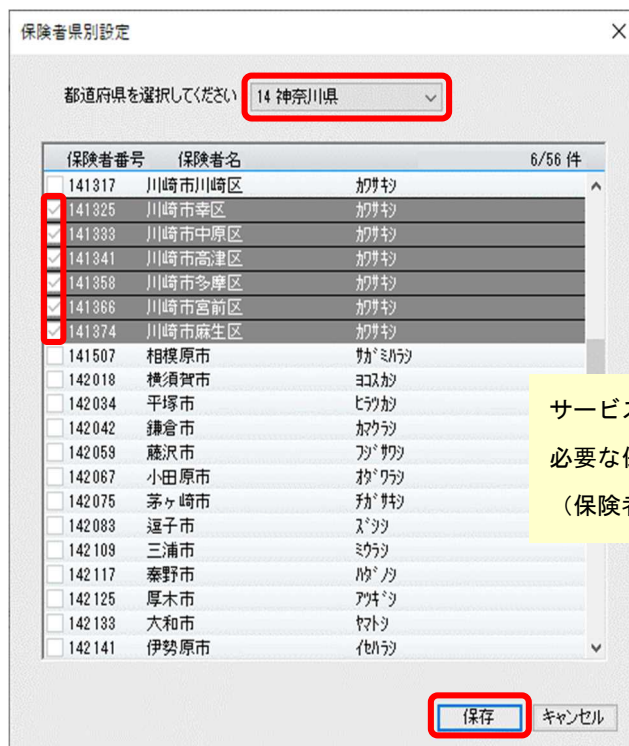 保険者県別設定
都道府県を選択してください 14 神奈川県
保険者番号 保険者名 6/56 件
141317 川崎市川崎区 ｶﾜｻｷｼ
141325 川崎市幸区 ｶﾜｻｷｼ
141333 川崎市中原区 ｶﾜｻｷｼ
141341 川崎市高津区 ｶﾜｻｷｼ
141358 川崎市多摩区 ｶﾜｻｷｼ
141366 川崎市宮前区 ｶﾜｻｷｼ
141374 川崎市麻生区 ｶﾜｻｷｼ
141507 相模原市 ｻｶﾞﾐﾊﾗｼ
142018 横須賀市 ﾖｺｽｶｼ
142034 平塚市 ﾋﾗﾂｶｼ
142042 鎌倉市 ｶﾏｸﾗｼ
142059 藤沢市 ﾌｼﾞｻﾜｼ
142067 小田原市 ｵﾀﾞﾜﾗｼ
142075 茅ヶ崎市 ﾁｶﾞｻｷｼ
142083 逗子市 ｽﾞｼｼ
142109 三浦市 ﾐｳﾗｼ
142117 秦野市 ﾊﾀﾞﾉｼ
142125 厚木市 ｱﾂｷﾞｼ
142133 大和市 ﾔﾏﾄｼ
142141 伊勢原市 ｲｾﾊﾗｼ
サービス
必要な
（保険者
保存 キャンセル